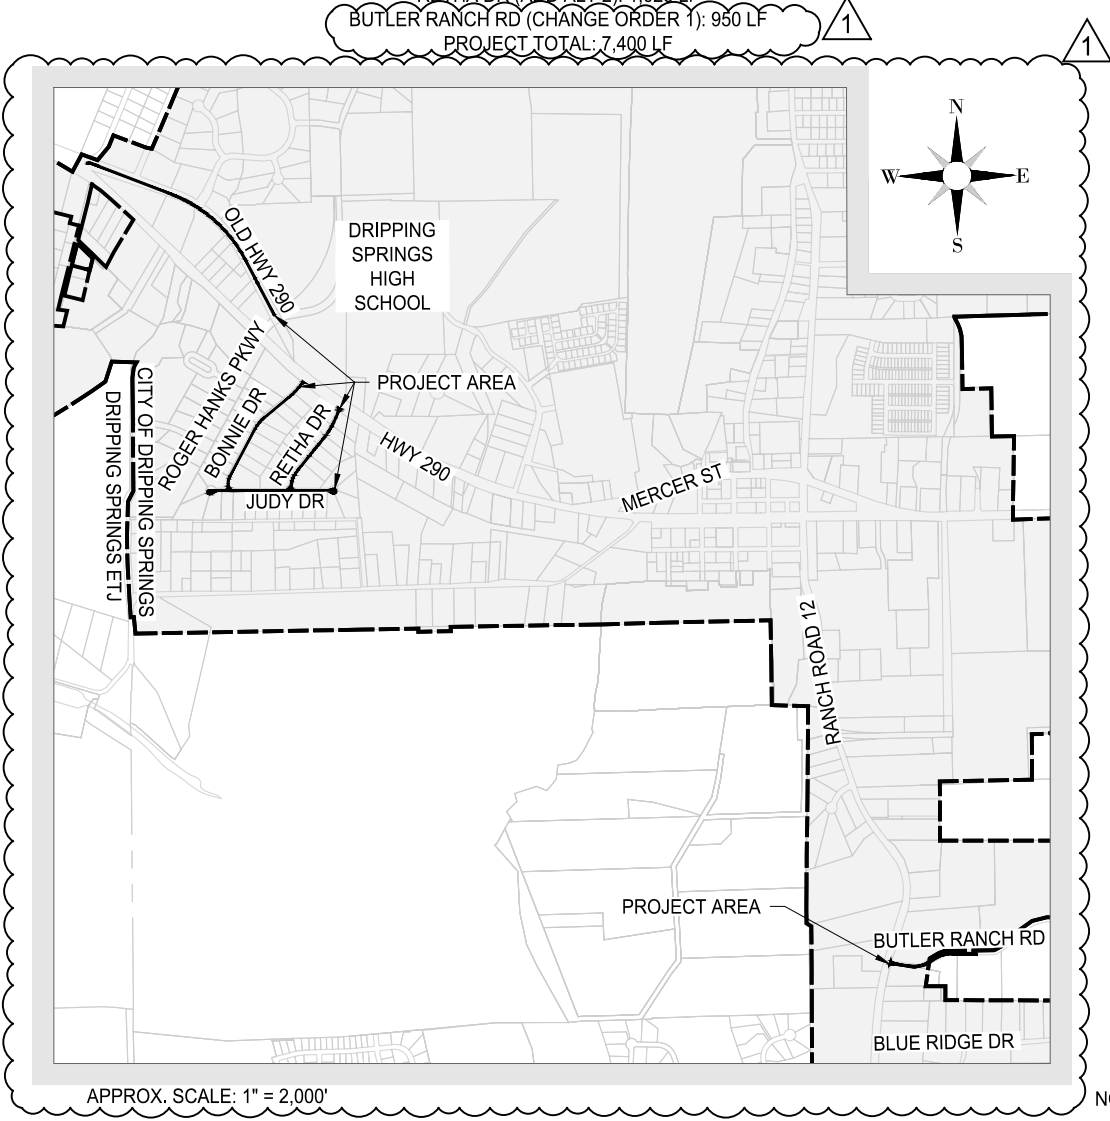 BUTLER RANCH RD (CHANGE ORDER 1): 950 LF
PROJECT TOTAL: 7,400 LF
1
1
N
W
E
S
OLD HWY 290
DRIPPING
SPRINGS
HIGH
SCHOOL
ROGER HANKS PKWY
BONNIE DR
RETHA DR
PROJECT AREA
HWY 290
MERCER ST
JUDY DR
CITY OF DRIPPING SPRINGS
DRIPPING SPRINGS ETJ
RANCH ROAD 12
PROJECT AREA
BUTLER RANCH RD
BLUE RIDGE DR
APPROX. SCALE: 1" = 2,000'